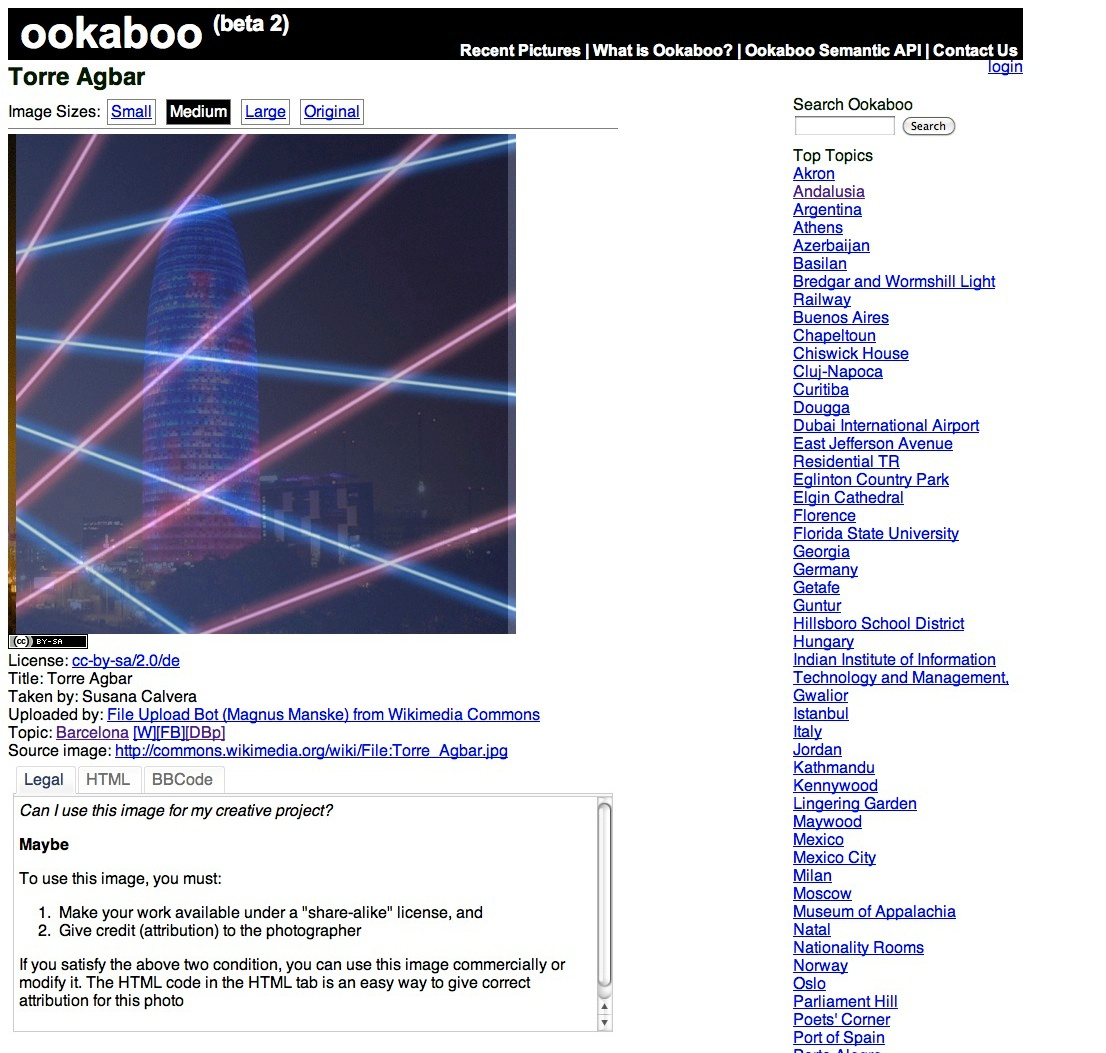 ookaboo (beta 2)
Recent Pictures | What is Ookaboo? | Ookaboo Semantic API | Contact Us
login
Torre Agbar
Image Sizes: Small Medium Large Original
(cc) BY-SA
License: cc-by-sa/2.0/de
Title: Torre Agbar
Taken by: Susana Calvera
Uploaded by: File Upload Bot (Magnus Manske) from Wikimedia Commons
Topic: Barcelona [W][FB][DBp]
Source image: http://commons.wikimedia.org/wiki/File:Torre_Agbar.jpg
Legal HTML BBCode
Can I use this image for my creative project?
Maybe
To use this image, you must:
1. Make your work available under a "share-alike" license, and
2. Give credit (attribution) to the photographer
If you satisfy the above two condition, you can use this image commercially or
modify it. The HTML code in the HTML tab is an easy way to give correct
attribution for this photo
Search Ookaboo
Search
Top Topics
Akron
Andalusia
Argentina
Athens
Azerbaijan
Basilan
Bredgar and Wormshill Light
Railway
Buenos Aires
Chapeltoun
Chiswick House
Cluj-Napoca
Curitiba
Dougga
Dubai International Airport
East Jefferson Avenue
Residential TR
Eglinton Country Park
Elgin Cathedral
Florence
Florida State University
Georgia
Germany
Getafe
Guntur
Hillsboro School District
Hungary
Indian Institute of Information
Technology and Management,
Gwalior
Istanbul
Italy
Jordan
Kathmandu
Kennywood
Lingering Garden
Maywood
Mexico
Mexico City
Milan
Moscow
Museum of Appalachia
Natal
Nationality Rooms
Norway
Oslo
Parliament Hill
Poets' Corner
Port of Spain